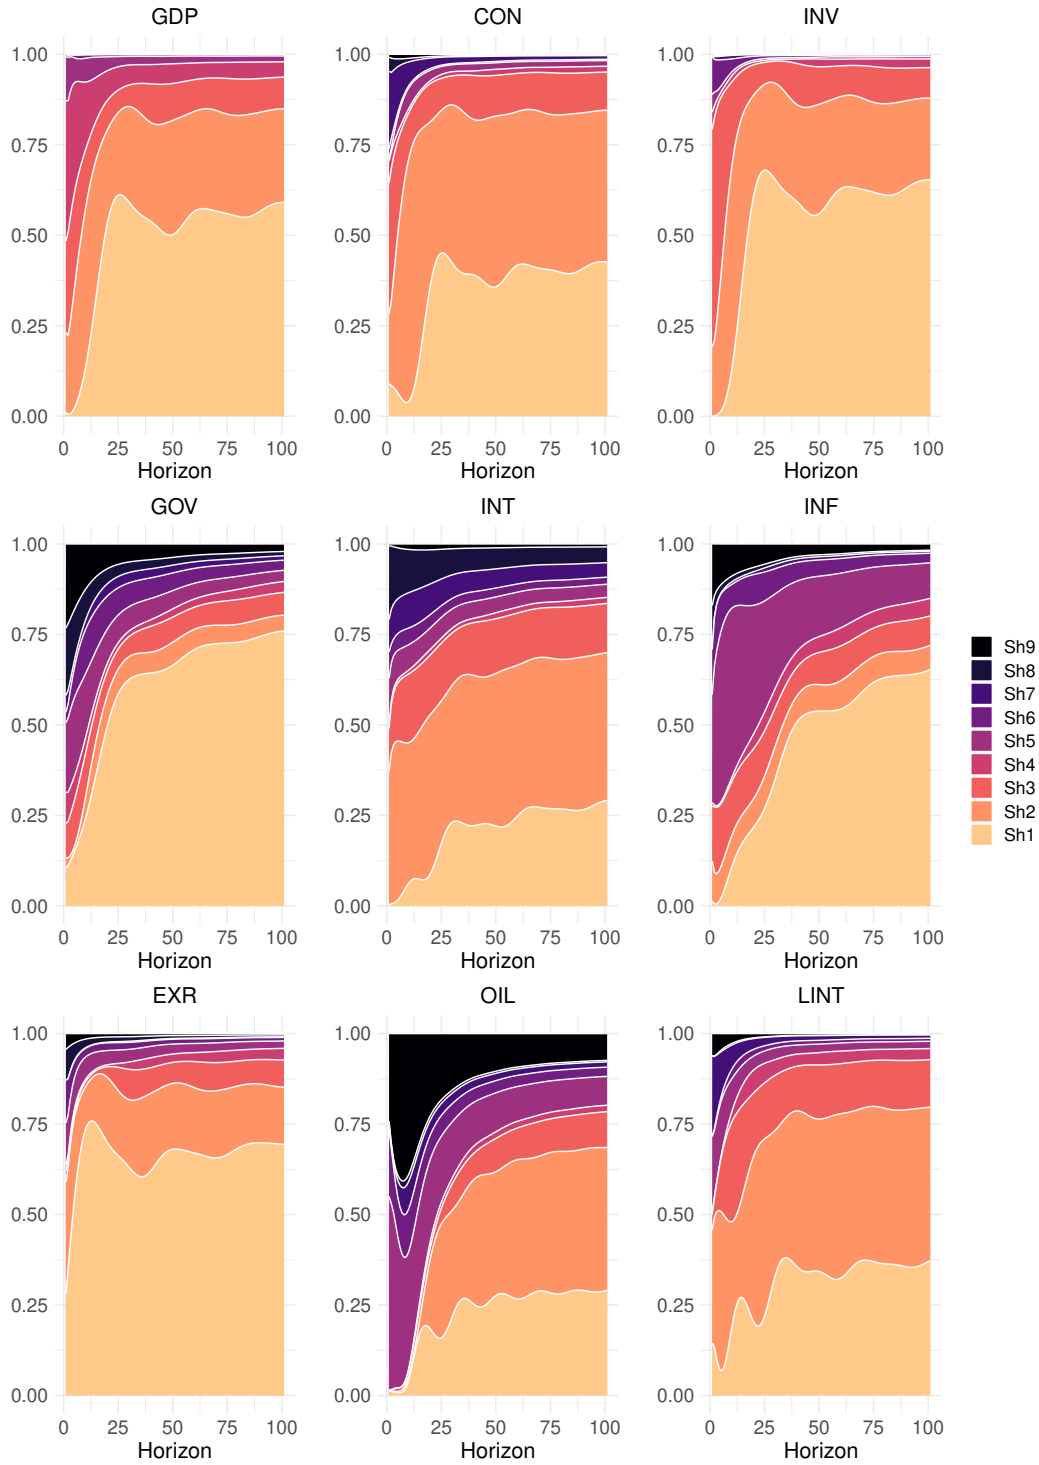 GDP CON INV
1.00 1.00 1.00
0.75 0.75 0.75
0.50 0.50 0.50
0.25 0.25 0.25
0.00 0.00 0.00
0 25 50 75 100 0 25 50 75 100 0 25 50 75 100
Horizon Horizon Horizon
GOV INT INF
1.00 1.00 1.00
0.75 0.75 0.75
0.50 0.50 0.50
0.25 0.25 0.25
0.00 0.00 0.00
0 25 50 75 100 0 25 50 75 100 0 25 50 75 100
Horizon Horizon Horizon
Sh9
Sh8
Sh7
Sh6
Sh5
Sh4
Sh3
Sh2
Sh1
EXR OIL LINT
1.00 1.00 1.00
0.75 0.75 0.75
0.50 0.50 0.50
0.25 0.25 0.25
0.00 0.00 0.00
0 25 50 75 100 0 25 50 75 100 0 25 50 75 100
Horizon Horizon Horizon